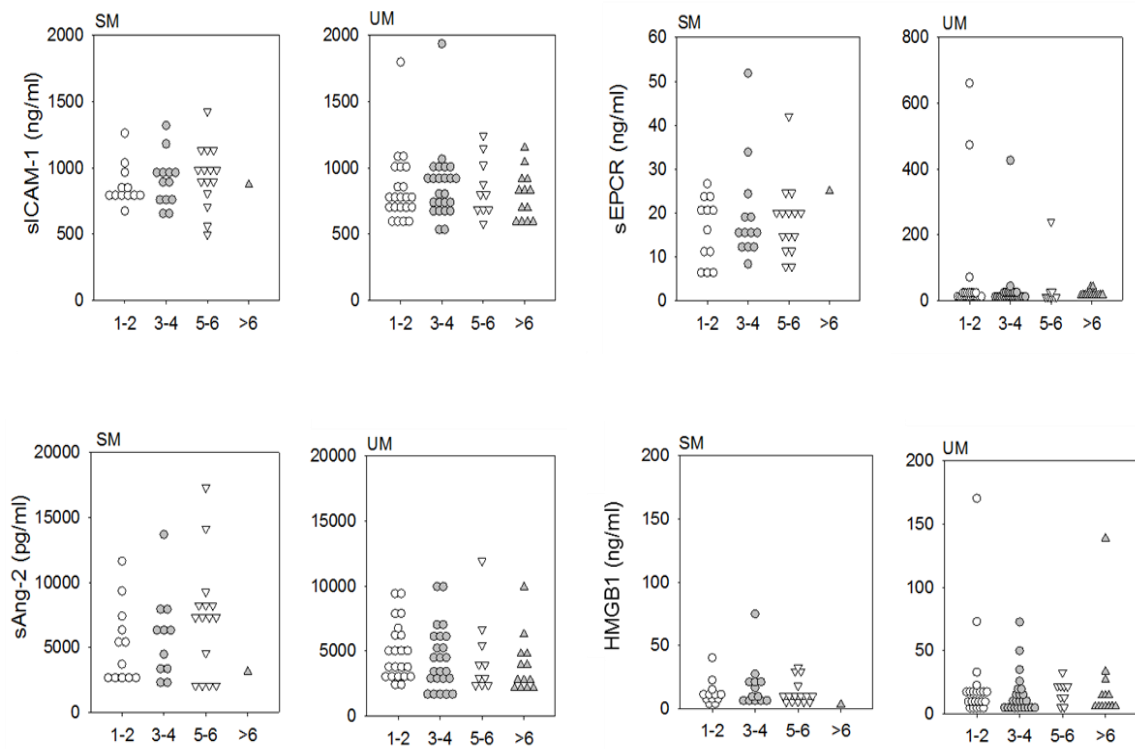 SM
2000
1500
1000
500
0
sICAM-1 (ng/ml)
1-2 3-4 5-6 >6
UM
2000
1500
1000
500
0
1-2 3-4 5-6 >6
SM
60
50
40
30
20
10
0
sEPCR (ng/ml)
1-2 3-4 5-6 >6
UM
800
600
400
200
0
1-2 3-4 5-6 >6
SM
20000
15000
10000
5000
0
sAng-2 (pg/ml)
1-2 3-4 5-6 >6
UM
20000
15000
10000
5000
0
1-2 3-4 5-6 >6
SM
200
150
100
50
0
HMGB1 (ng/ml)
1-2 3-4 5-6 >6
UM
200
150
100
50
0
1-2 3-4 5-6 >6